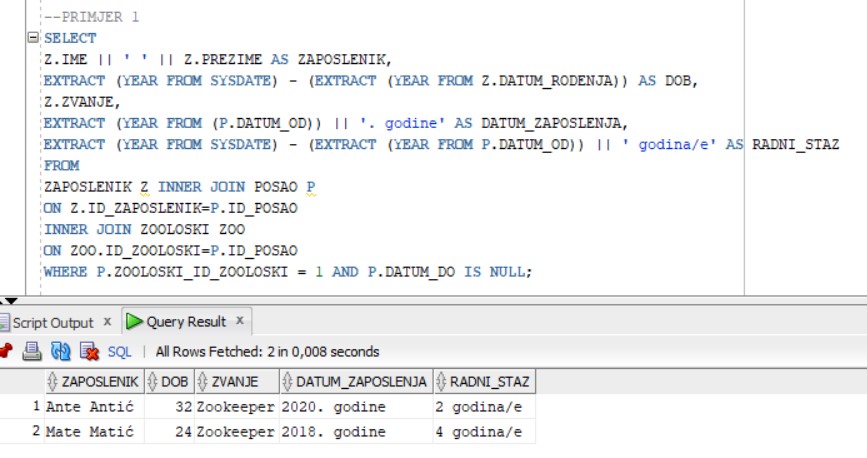 --PRIMJER 1
SELECT
Z.IME || ' ' || Z.PREZIME AS ZAPOSLENIK,
EXTRACT (YEAR FROM SYSDATE) - (EXTRACT (YEAR FROM Z.DATUM_RODENJA)) AS DOB,
Z.ZVANJE,
EXTRACT (YEAR FROM (P.DATUM_OD)) || '. godine' AS DATUM_ZAPOSLENJA,
EXTRACT (YEAR FROM SYSDATE) - (EXTRACT (YEAR FROM P.DATUM_OD)) || ' godina/e' AS RADNI_STAZ
FROM
ZAPOSLENIK Z INNER JOIN POSAO P
ON Z.ID_ZAPOSLENIK=P.ID_POSAO
INNER JOIN ZOOLOSKI ZOO
ON ZOO.ID_ZOOLOSKI=P.ID_POSAO
WHERE P.ZOOLOSKI_ID_ZOOLOSKI = 1 AND P.DATUM_DO IS NULL;
Script Output x Query Result x
SQL | All Rows Fetched: 2 in 0,008 seconds
ZAPOSLENIK DOB ZVANJE DATUM_ZAPOSLENJA RADNI_STAZ
1 Ante Antić 32 Zookeeper 2020. godine 2 godina/e
2 Mate Matić 24 Zookeeper 2018. godine 4 godina/e